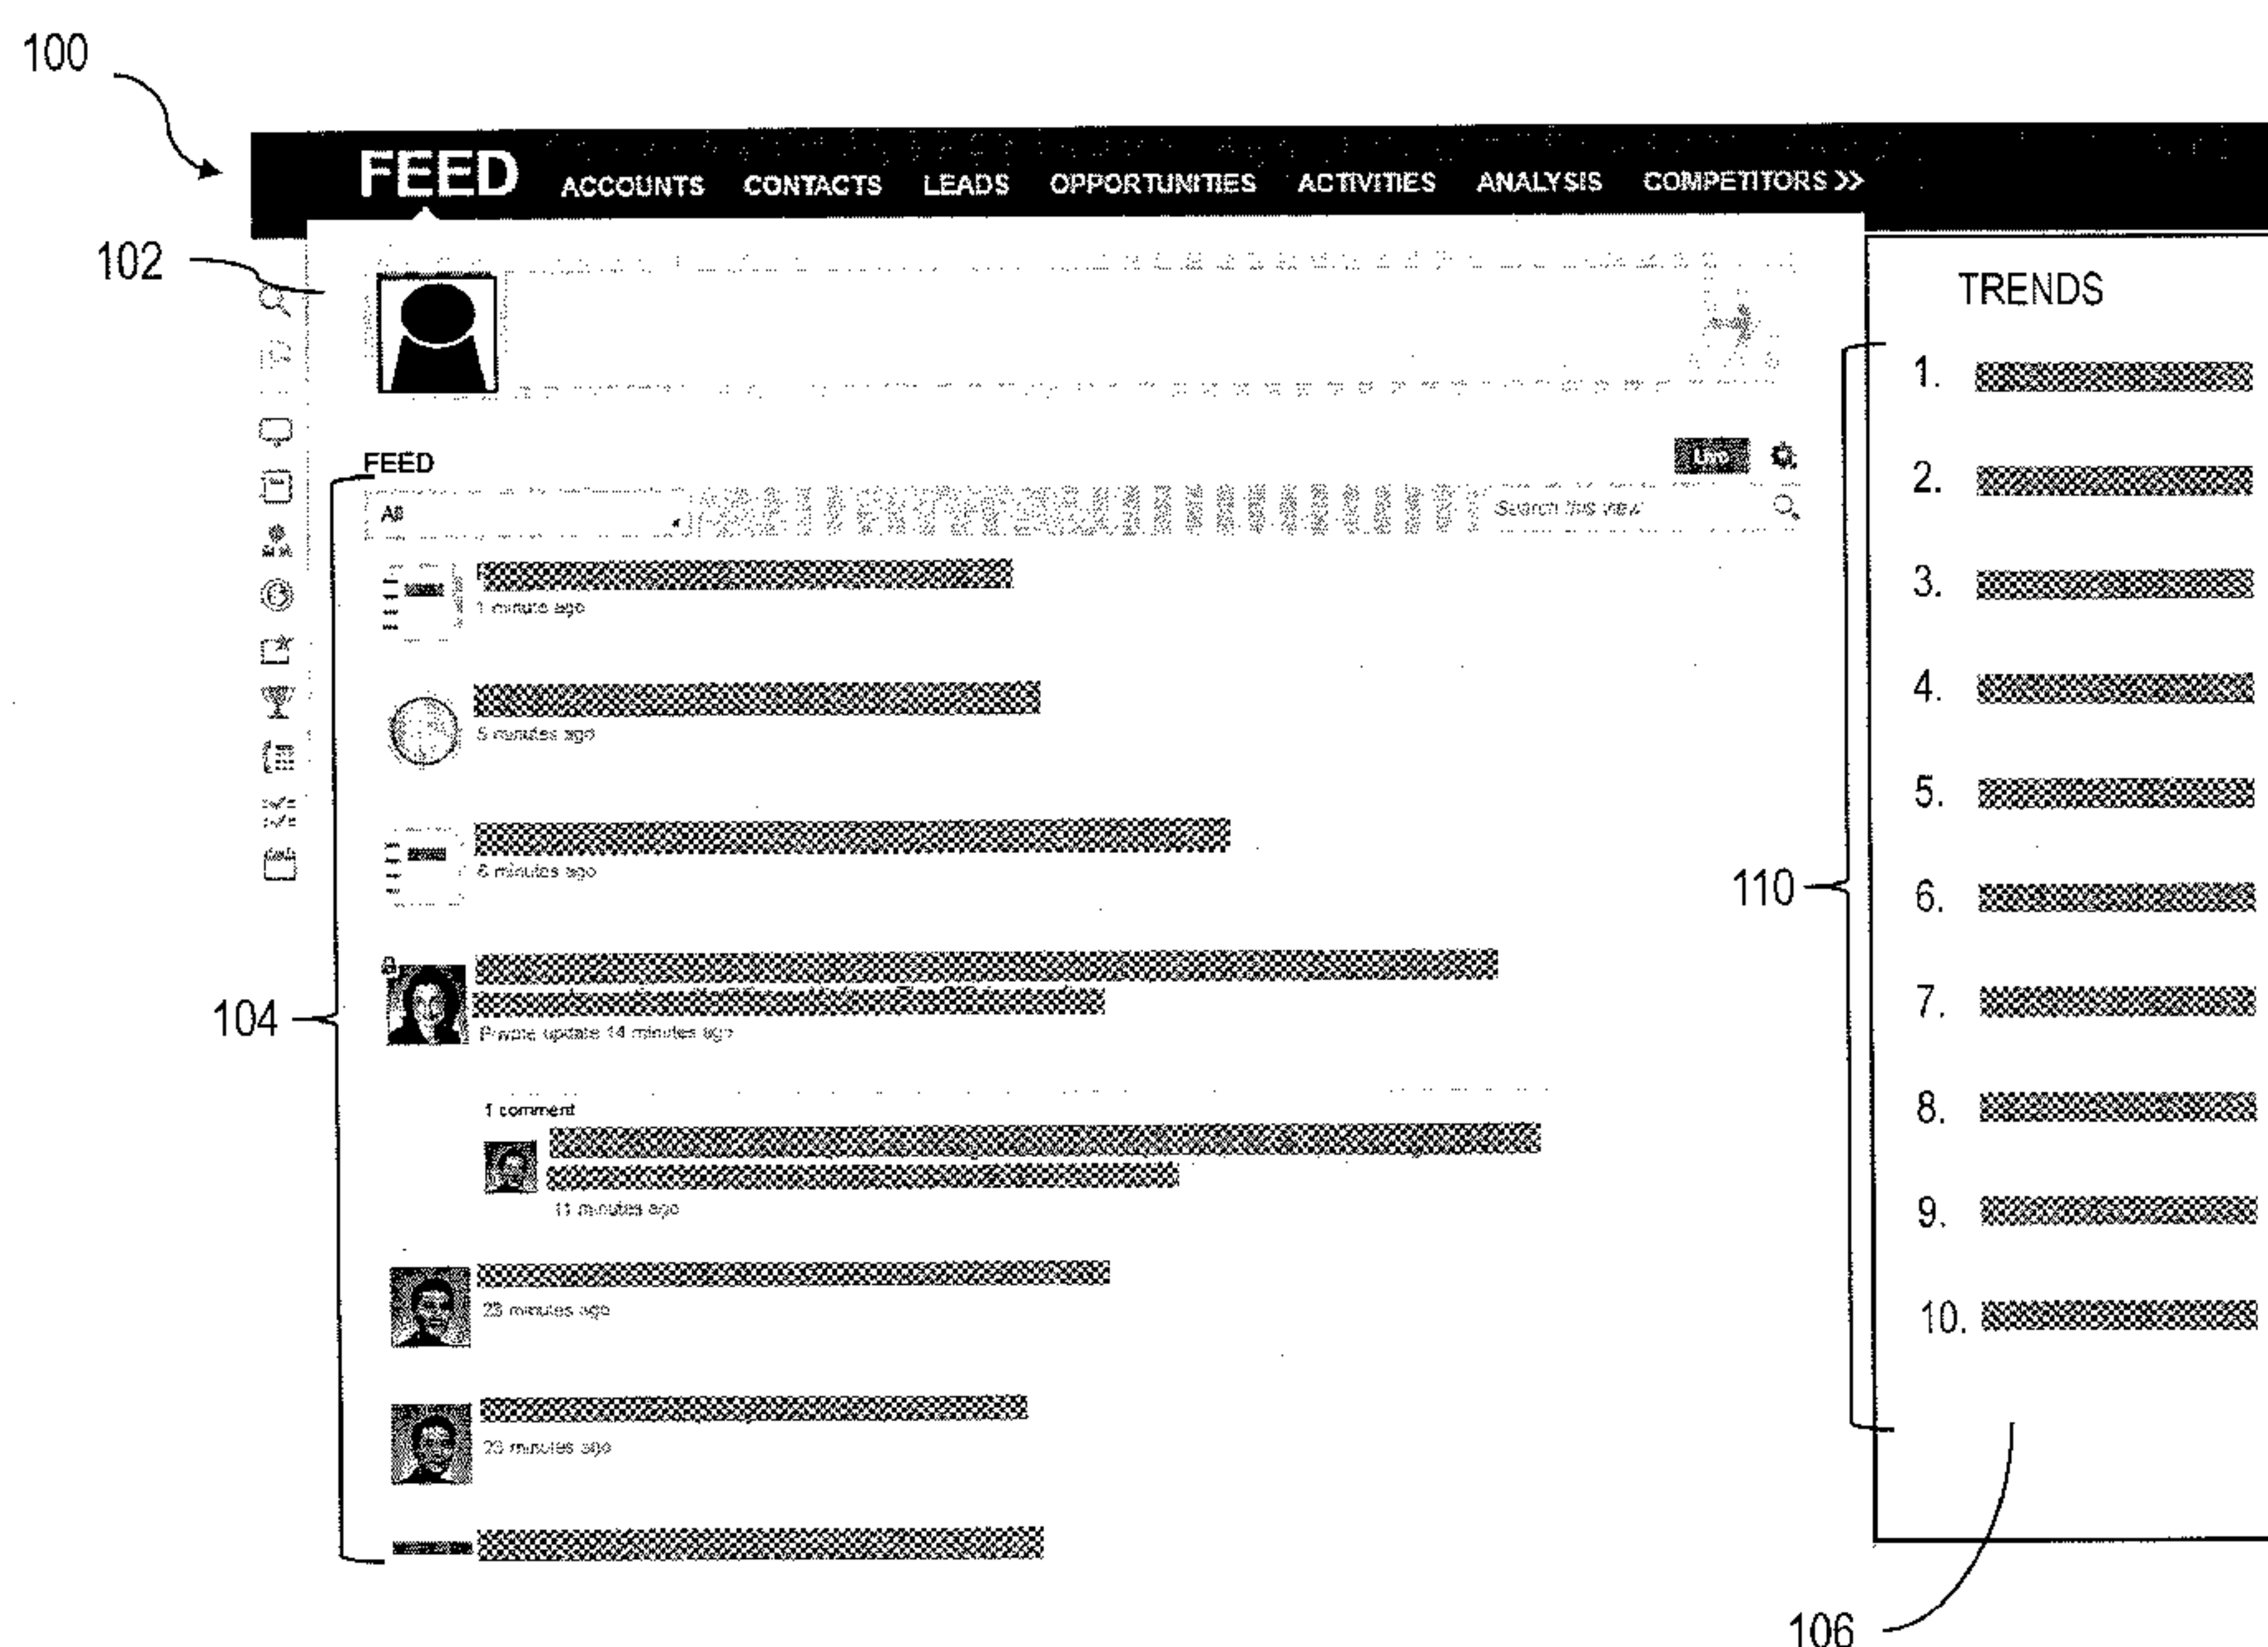 100
FEED ACCOUNTS CONTACTS LEADS OPPORTUNITIES ACTIVITIES ANALYSIS COMPETITORS >>
102
TRENDS
FEED
Live
All
Search this view
1 minute ago
5 minutes ago
6 minutes ago
104
Private update 14 minutes ago
1 comment
11 minutes ago
23 minutes ago
23 minutes ago
110
1.
2.
3.
4.
5.
6.
7.
8.
9.
10.
106